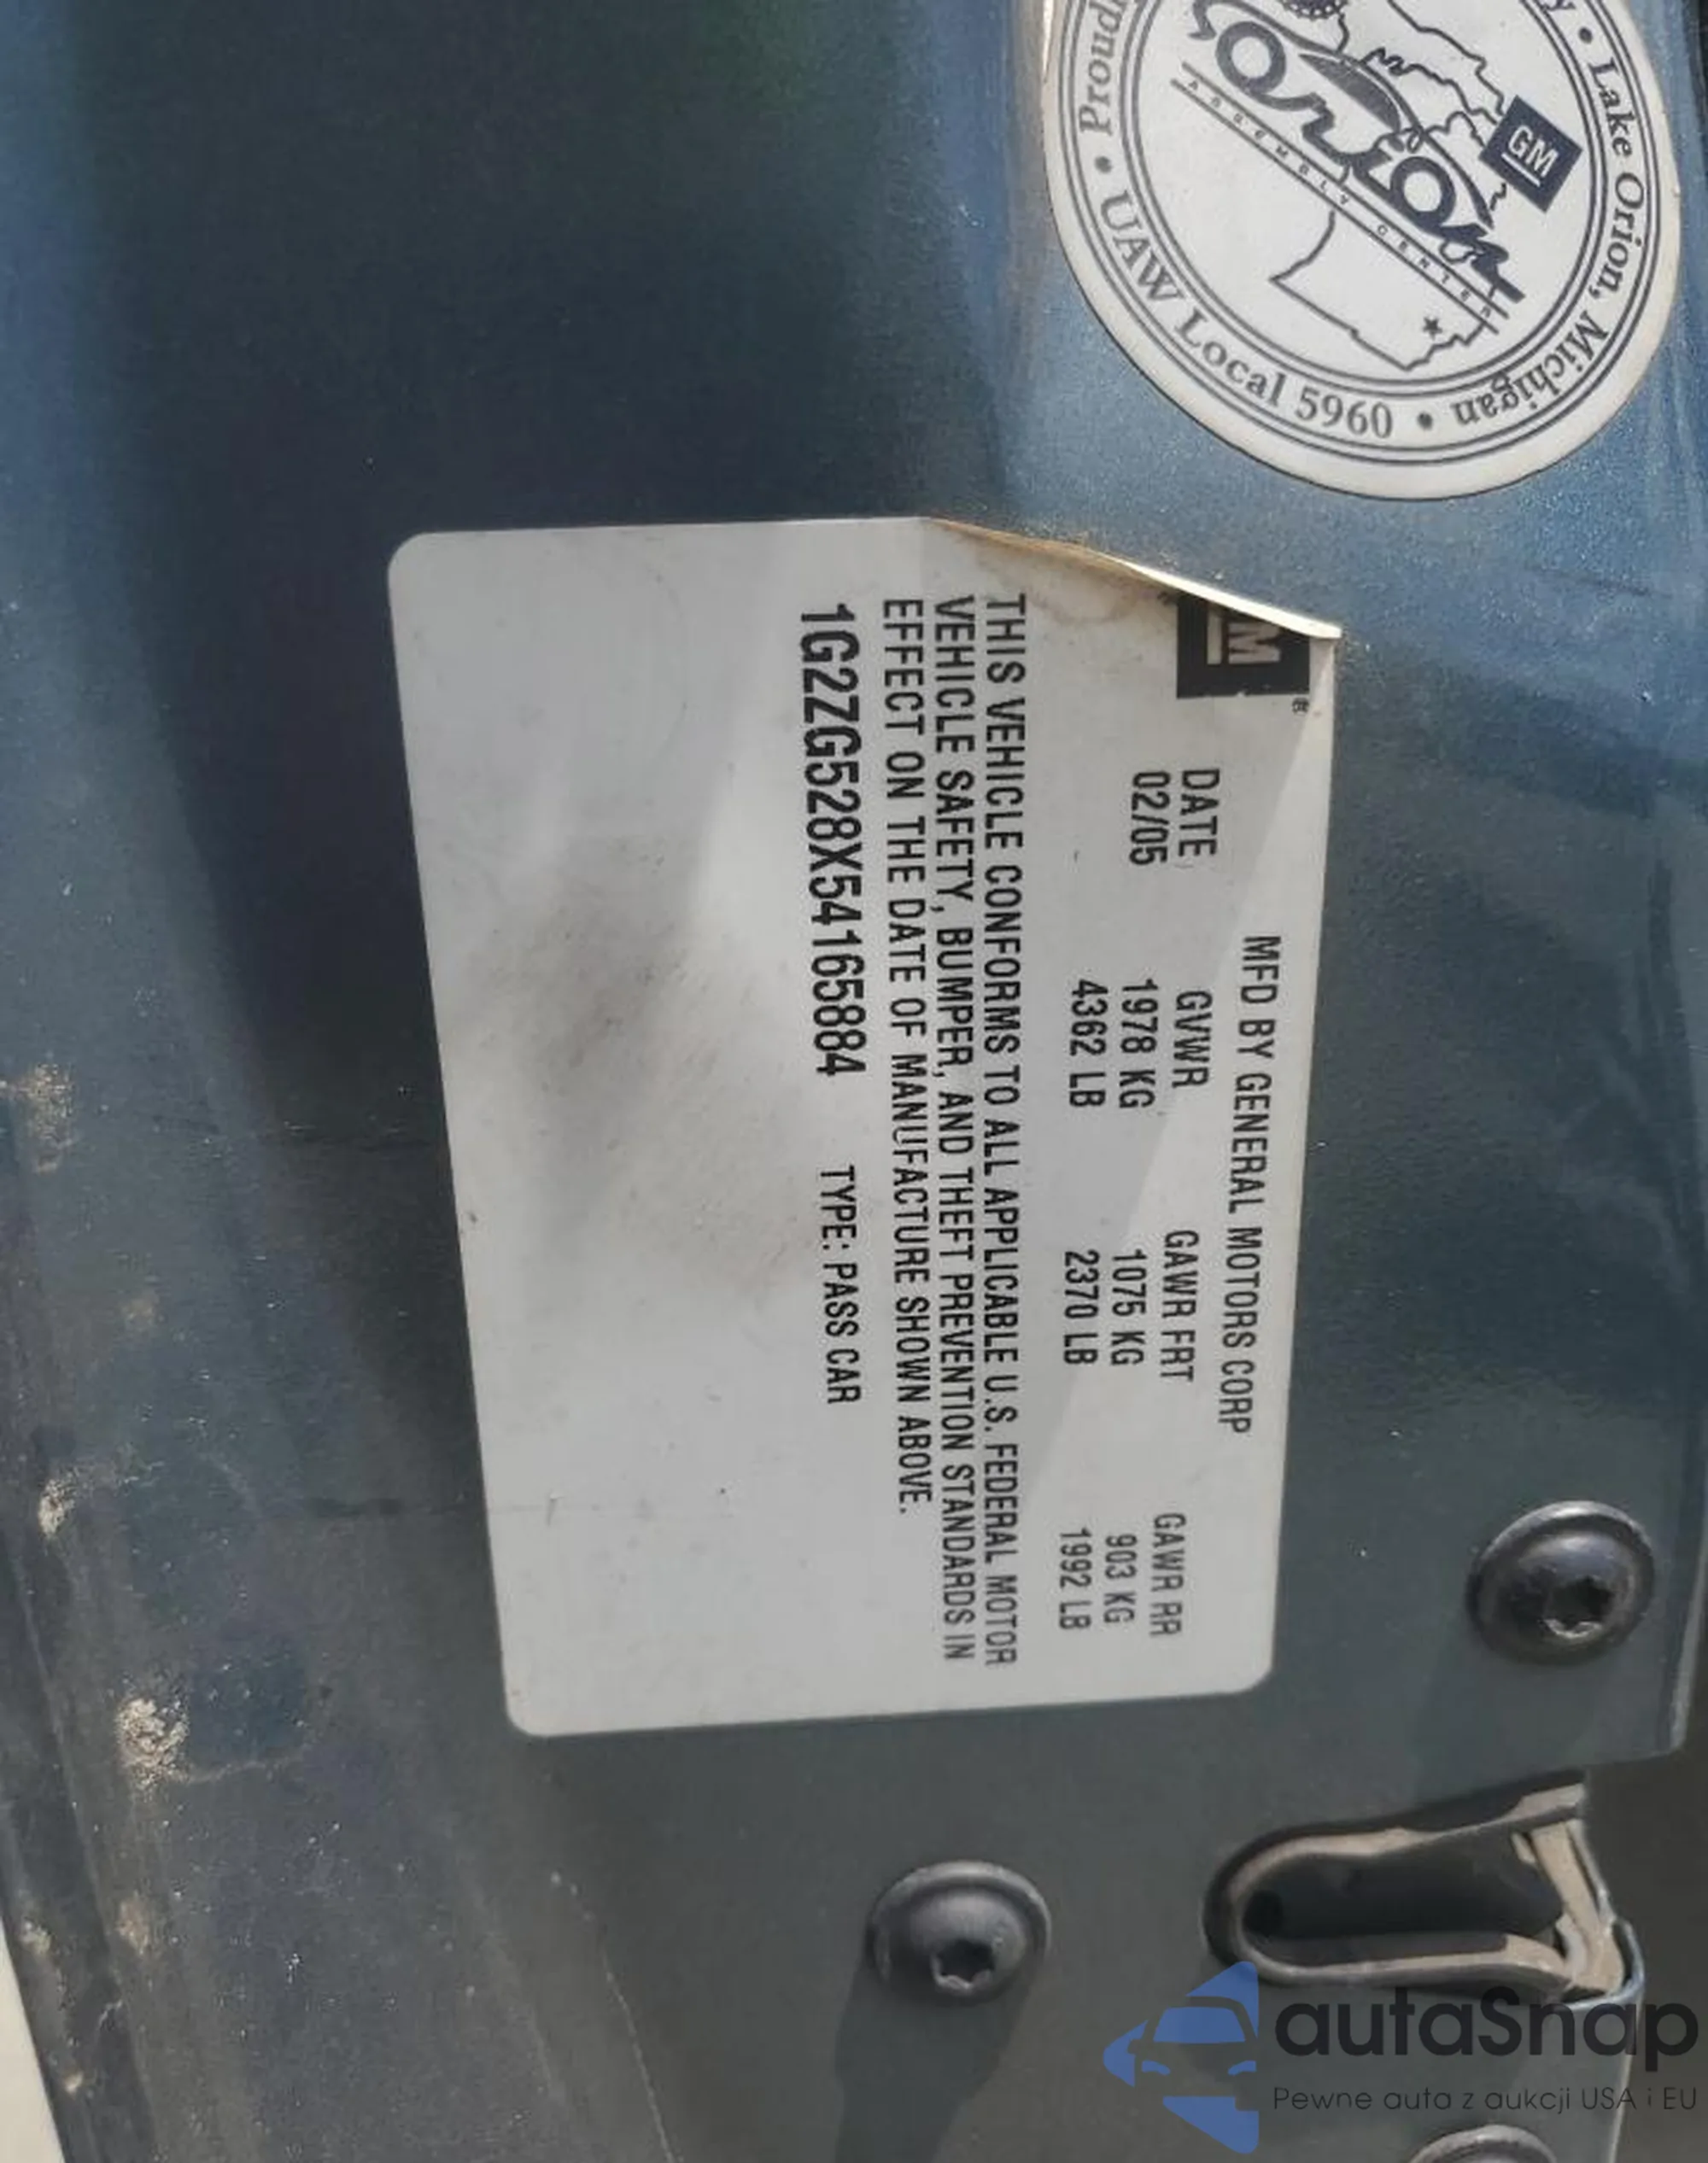 Proud
UAW Local 5960 • Lake Orion, Michigan
GM
Orion
ASSEMBLY CENTER
MFD BY GENERAL MOTORS CORP
DATE GVWR GAWR FRT GAWR RR
02/05 1978 KG 1075 KG 903 KG
4362 LB 2370 LB 1992 LB
THIS VEHICLE CONFORMS TO ALL APPLICABLE U.S. FEDERAL MOTOR
VEHICLE SAFETY, BUMPER, AND THEFT PREVENTION STANDARDS IN
EFFECT ON THE DATE OF MANUFACTURE SHOWN ABOVE.
1G2ZG528X54165884 TYPE: PASS CAR
autaSnap
Pewne auta z aukcji USA i EU